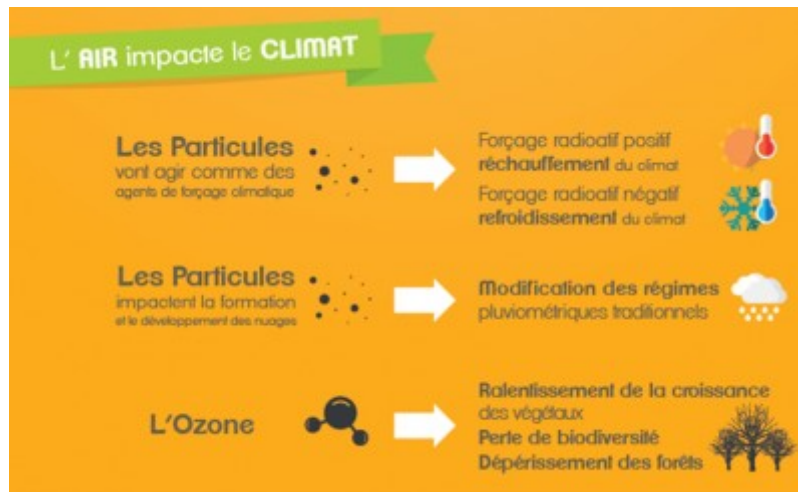 L' AIR impacte le CLIMAT
Les Particules
vont agir comme des
agents de forçage climatique
Forçage radioatif positif
réchauffement du climat
Forçage radioatif négatif
refroidissement du climat
Les Particules
impactent la formation
et le développement des nuages
Modification des régimes
pluviométriques traditionnels
L'Ozone
Ralentissement de la croissance
des végétaux
Perte de biodiversité
Dépérissement des forêts